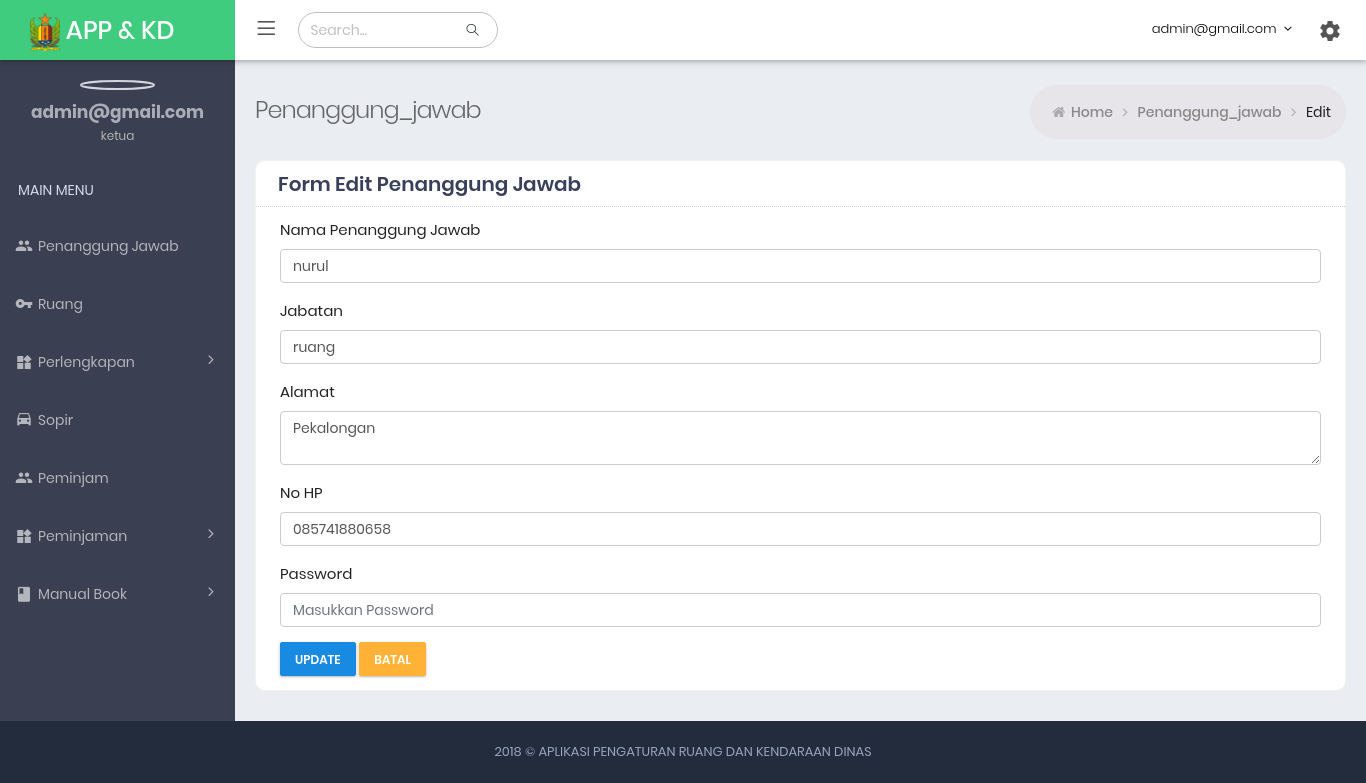 APP & KD
Search...
admin@gmail.com
admin@gmail.com
ketua
MAIN MENU
Penanggung Jawab
Ruang
Perlengkapan
Sopir
Peminjam
Peminjaman
Manual Book
Penanggung_jawab
Home > Penanggung_jawab > Edit
Form Edit Penanggung Jawab
Nama Penanggung Jawab
nurul
Jabatan
ruang
Alamat
Pekalongan
No HP
085741880658
Password
Masukkan Password
UPDATE BATAL
2018 © APLIKASI PENGATURAN RUANG DAN KENDARAAN DINAS